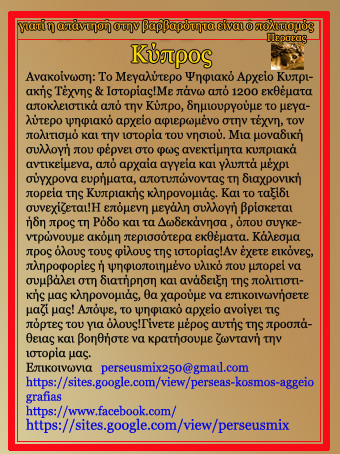 γιατί η απάντησή στην βαρβαρότητα είναι ὁ πολιτισμός
Περσέας
Κύπρος
Ανακοίνωση: Το Μεγαλύτερο Ψηφιακό Αρχείο Κυπρι-
ακής Τέχνης & Ιστορίας!Με πάνω από 1200 εκθέματα
αποκλειστικά από την Κύπρο, δημιουργούμε το μεγα-
λύτερο ψηφιακό αρχείο αφιερωμένο στην τέχνη, τον
πολιτισμό και την ιστορία του νησιού. Μια μοναδική
συλλογή που φέρνει στο φως ανεκτίμητα κυπριακά
αντικείμενα, από αρχαία αγγεία και γλυπτά μέχρι
σύγχρονα ευρήματα, αποτυπώνοντας τη διαχρονική
πορεία της Κυπριακής κληρονομιάς. Και το ταξίδι
συνεχίζεται!Η επόμενη μεγάλη συλλογή βρίσκεται
ήδη προς τη Ρόδο και τα Δωδεκάνησα , όπου συγκε-
ντρώνουμε ακόμη περισσότερα εκθέματα. Κάλεσμα
προς όλους τους φίλους της ιστορίας!Αν έχετε εικόνες,
πληροφορίες ή ψηφιοποιημένο υλικό που μπορεί να
συμβάλει στη διατήρηση και ανάδειξη της πολιτιστι-
κής μας κληρονομιάς, θα χαρούμε να επικοινωνήσετε
μαζί μας! Απόψε, το ψηφιακό αρχείο ανοίγει τις
πόρτες του για όλους!Γίνετε μέρος αυτής της προσπά-
θειας και βοηθήστε να κρατήσουμε ζωντανή την
ιστορία μας.
Επικοινωνια perseusmix250@gmail.com
https://sites.google.com/view/perseas-kosmos-aggeio
grafias
https://www.facebook.com/
https://sites.google.com/view/perseusmix